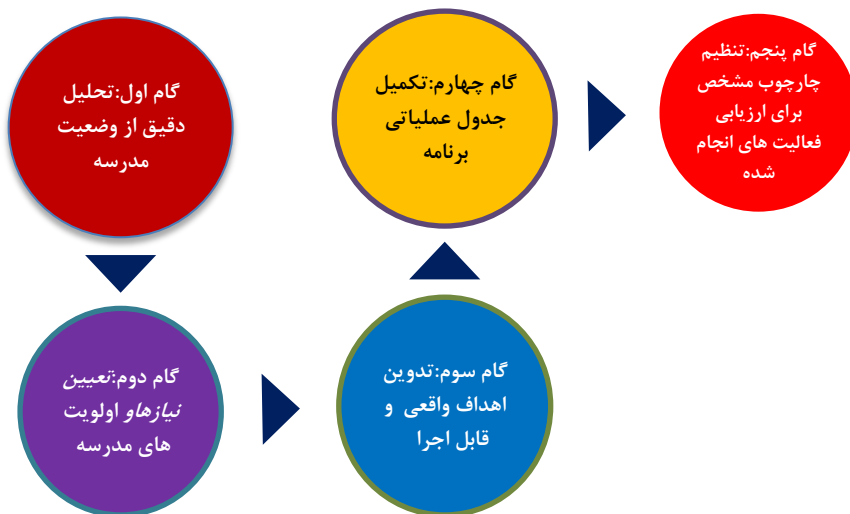 گام اول:تحلیل
دقیق از وضعیت
مدرسه
گام دوم:تعیین
نیازهاو اولویت
های مدرسه
گام سوم:تدوین
اهداف واقعی و
قابل اجرا
گام چهارم:تکمیل
جدول عملیاتی
برنامه
گام پنجم:تنظیم
چارچوب مشخص
برای ارزیابی
فعالیت های انجام
شده